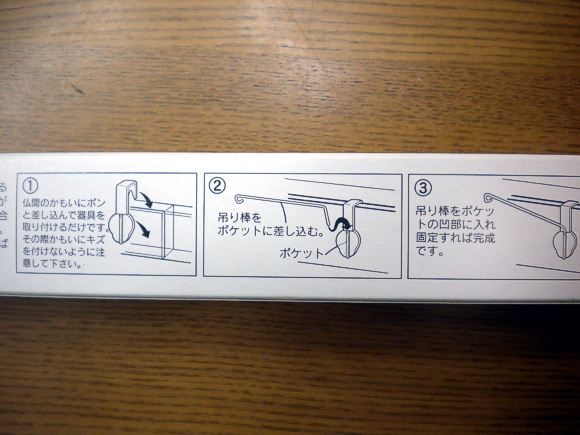 ①
仏間のかもいにポン
と差し込んで器具を
取り付けるだけです。
その際かもいにキズ
を付けないように注
意して下さい。
②
吊り棒を
ポケットに差し込む。
ポケット
③
吊り棒をポケッ
トの凹部に入れ
固定すれば完成
です。